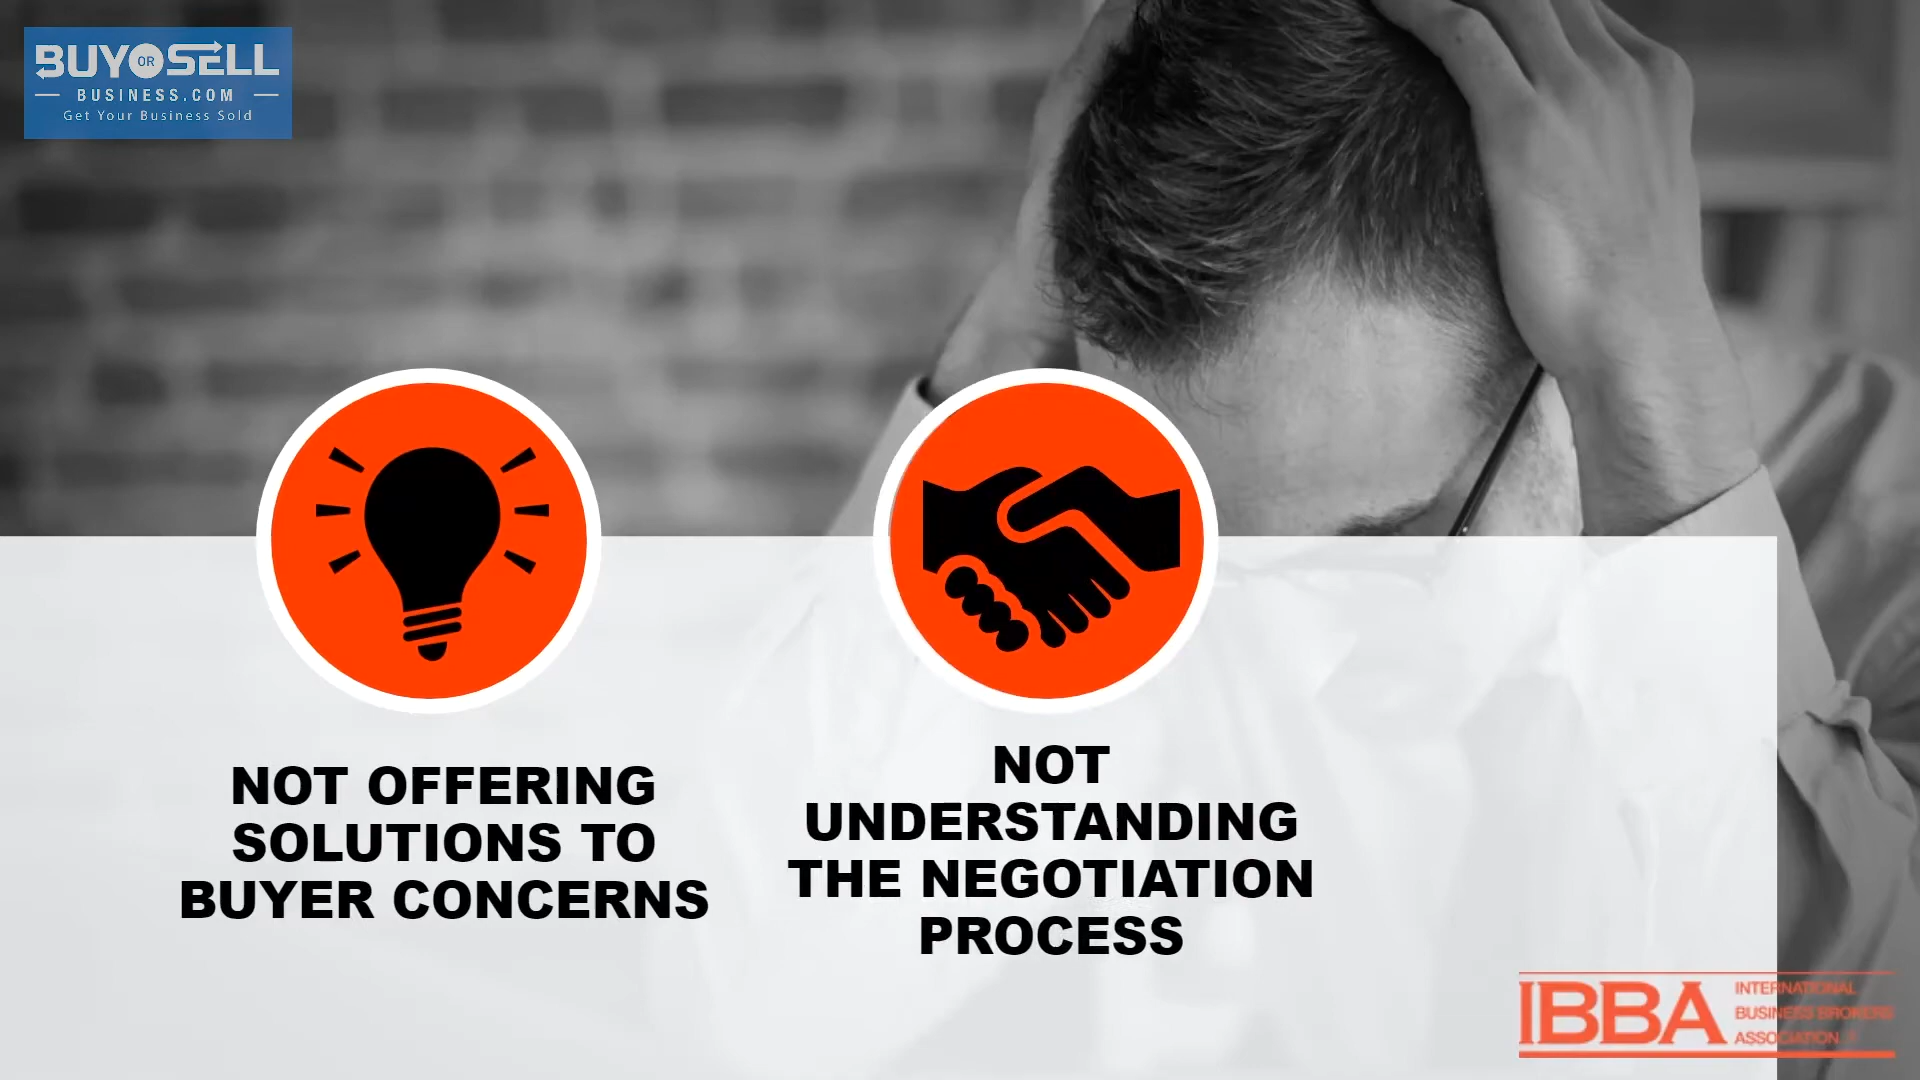 BUY OR SELL
BUSINESS.COM
Get Your Business Sold
NOT OFFERING
SOLUTIONS TO
BUYER CONCERNS
NOT
UNDERSTANDING
THE NEGOTIATION
PROCESS
IBBA
INTERNATIONAL
BUSINESS BROKERS
ASSOCIATION